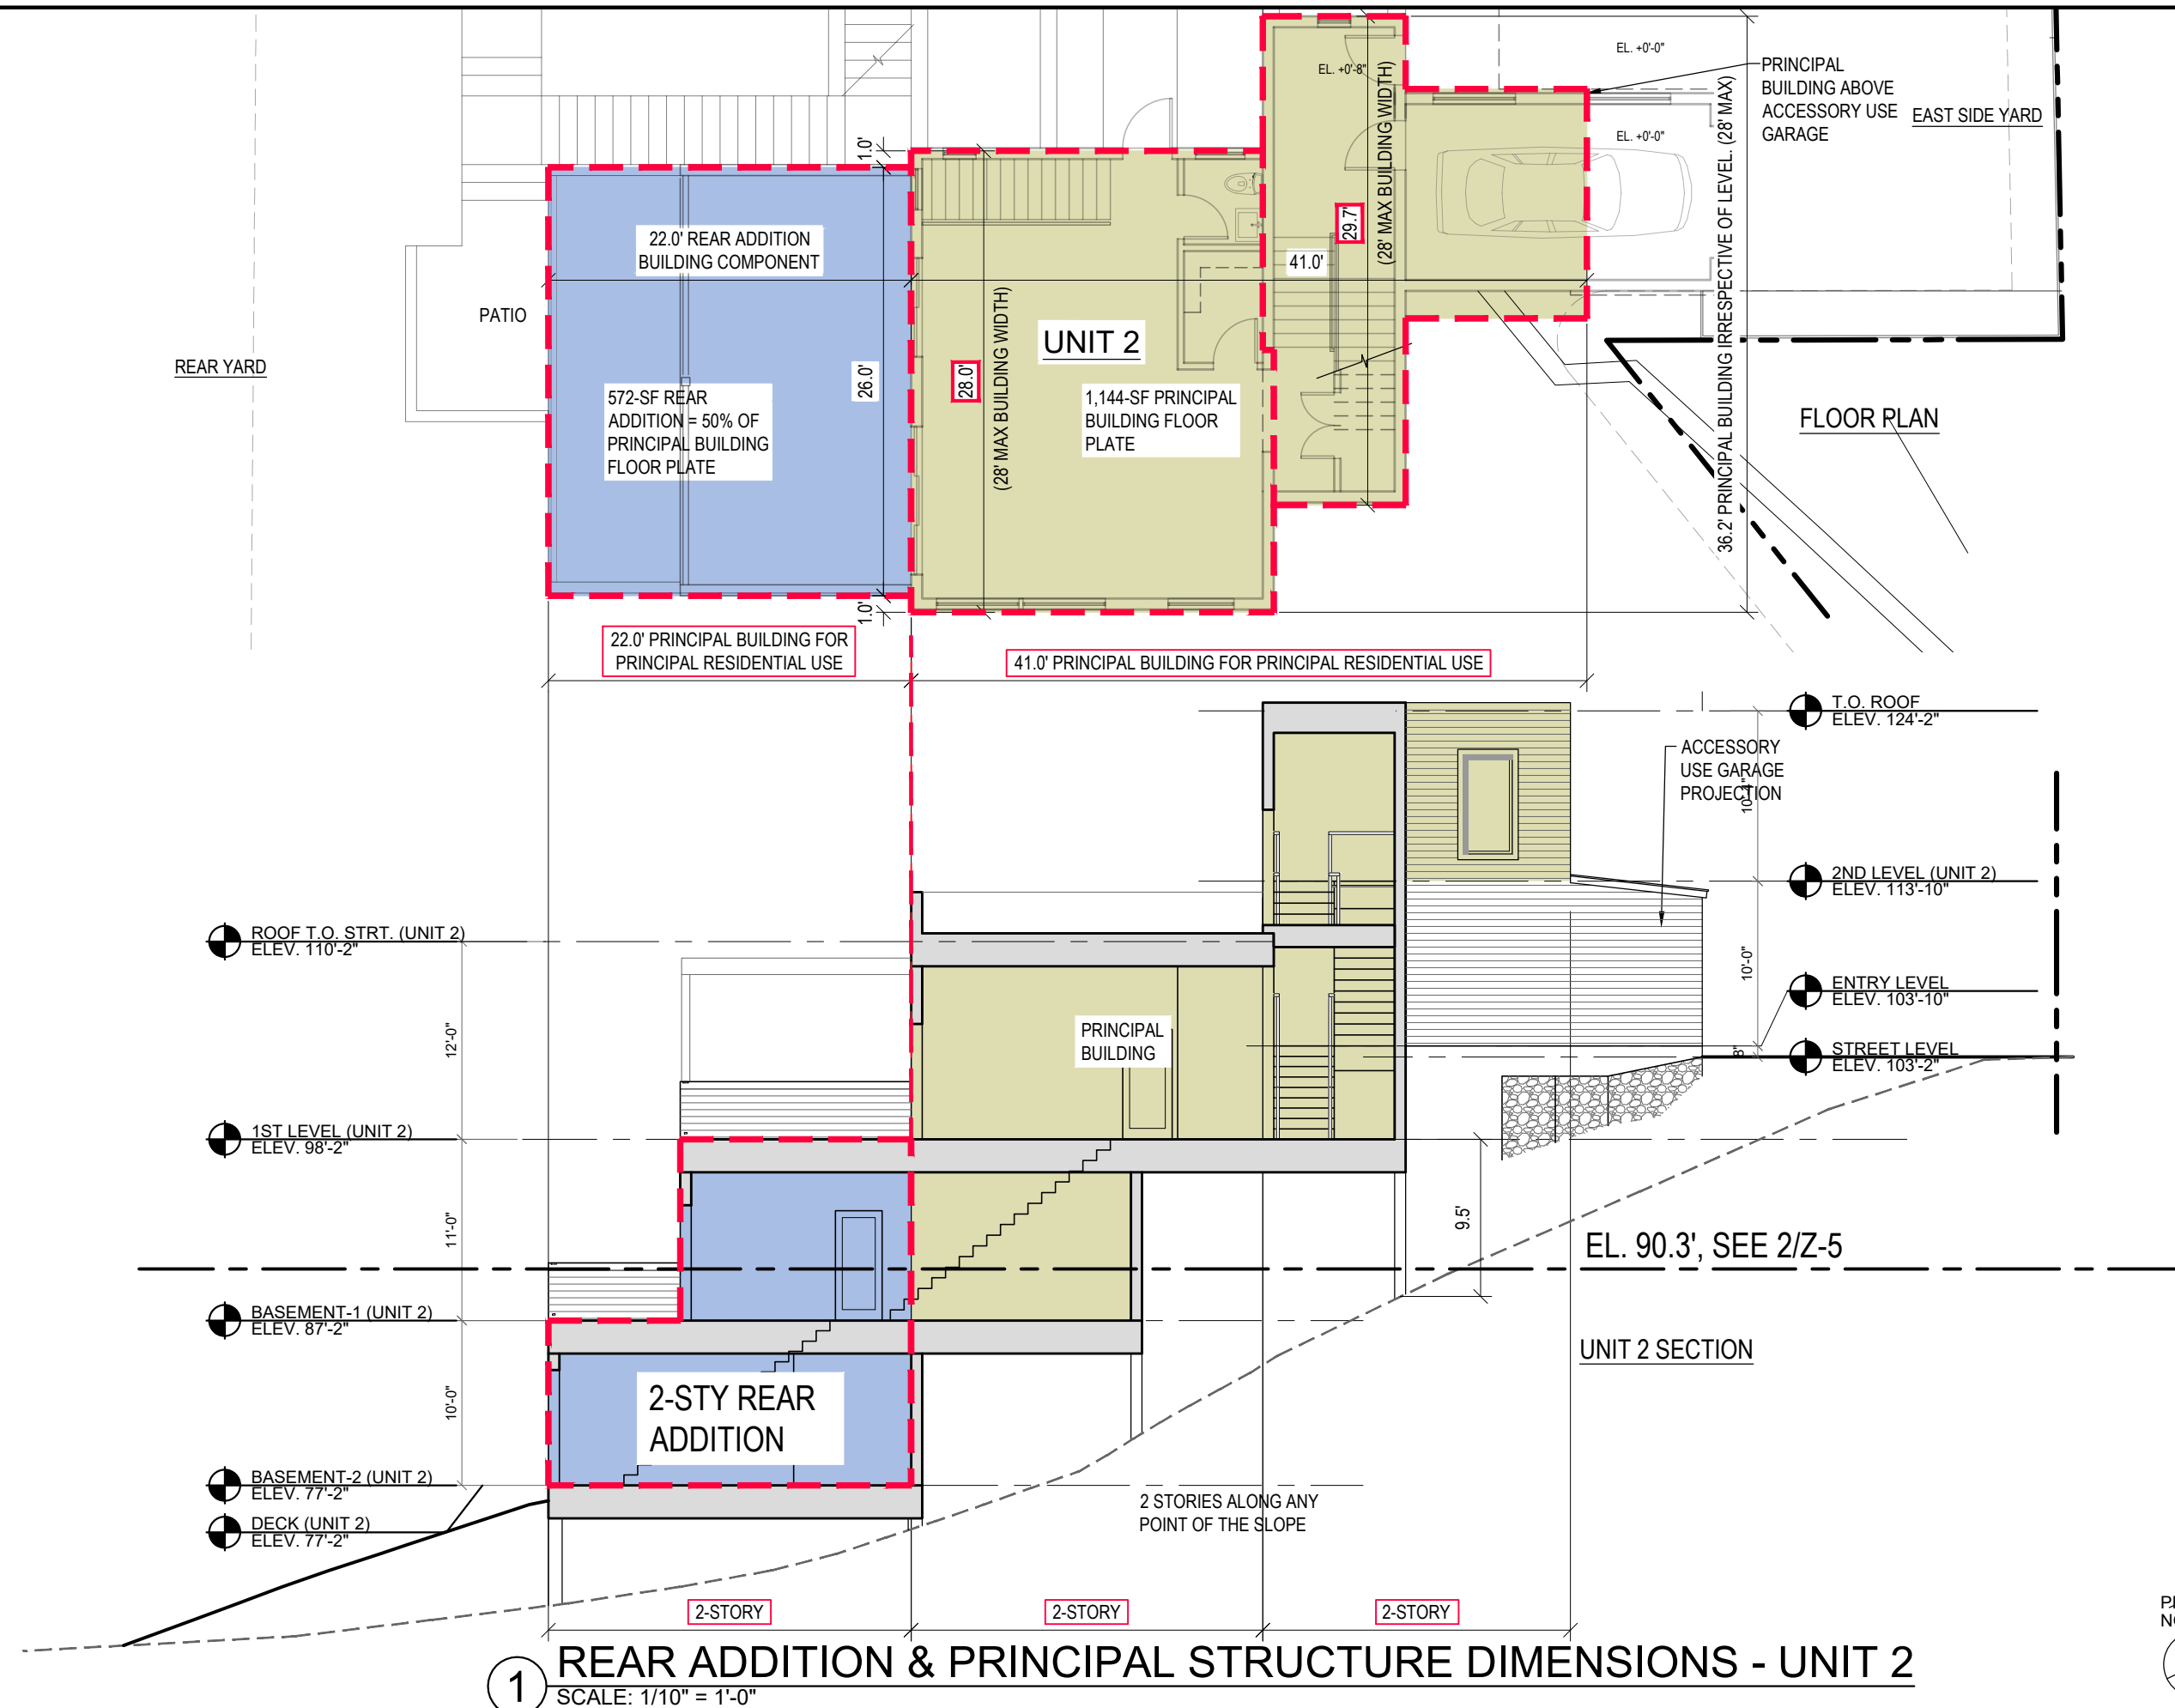 EL. +0'-0"
EL. +0'-8"
PRINCIPAL
BUILDING ABOVE
ACCESSORY USE
GARAGE
EAST SIDE YARD
EL. +0'-0"
1.0'
(28' MAX BUILDING WIDTH)
29.7'
36.2' PRINCIPAL BUILDING IRRESPECTIVE OF LEVEL. (28' MAX)
22.0' REAR ADDITION
BUILDING COMPONENT
41.0'
PATIO
UNIT 2
REAR YARD
26.0'
28.0'
(28' MAX BUILDING WIDTH)
572-SF REAR
ADDITION = 50% OF
PRINCIPAL BUILDING
FLOOR PLATE
1,144-SF PRINCIPAL
BUILDING FLOOR
PLATE
FLOOR PLAN
1.0'
22.0' PRINCIPAL BUILDING FOR
PRINCIPAL RESIDENTIAL USE
41.0' PRINCIPAL BUILDING FOR PRINCIPAL RESIDENTIAL USE
T.O. ROOF
ELEV. 124'-2"
ACCESSORY
USE GARAGE
PROJECTION
10'-4"
2ND LEVEL (UNIT 2)
ELEV. 113'-10"
ROOF T.O. STRT. (UNIT 2)
ELEV. 110'-2"
10'-0"
ENTRY LEVEL
ELEV. 103'-10"
12'-0"
PRINCIPAL
BUILDING
8"
STREET LEVEL
ELEV. 103'-2"
1ST LEVEL (UNIT 2)
ELEV. 98'-2"
11'-0"
9.5'
EL. 90.3', SEE 2/Z-5
BASEMENT-1 (UNIT 2)
ELEV. 87'-2"
UNIT 2 SECTION
10'-0"
2-STY REAR
ADDITION
BASEMENT-2 (UNIT 2)
ELEV. 77'-2"
2 STORIES ALONG ANY
POINT OF THE SLOPE
DECK (UNIT 2)
ELEV. 77'-2"
2-STORY
2-STORY
2-STORY
1
REAR ADDITION & PRINCIPAL STRUCTURE DIMENSIONS - UNIT 2
SCALE: 1/10" = 1'-0"